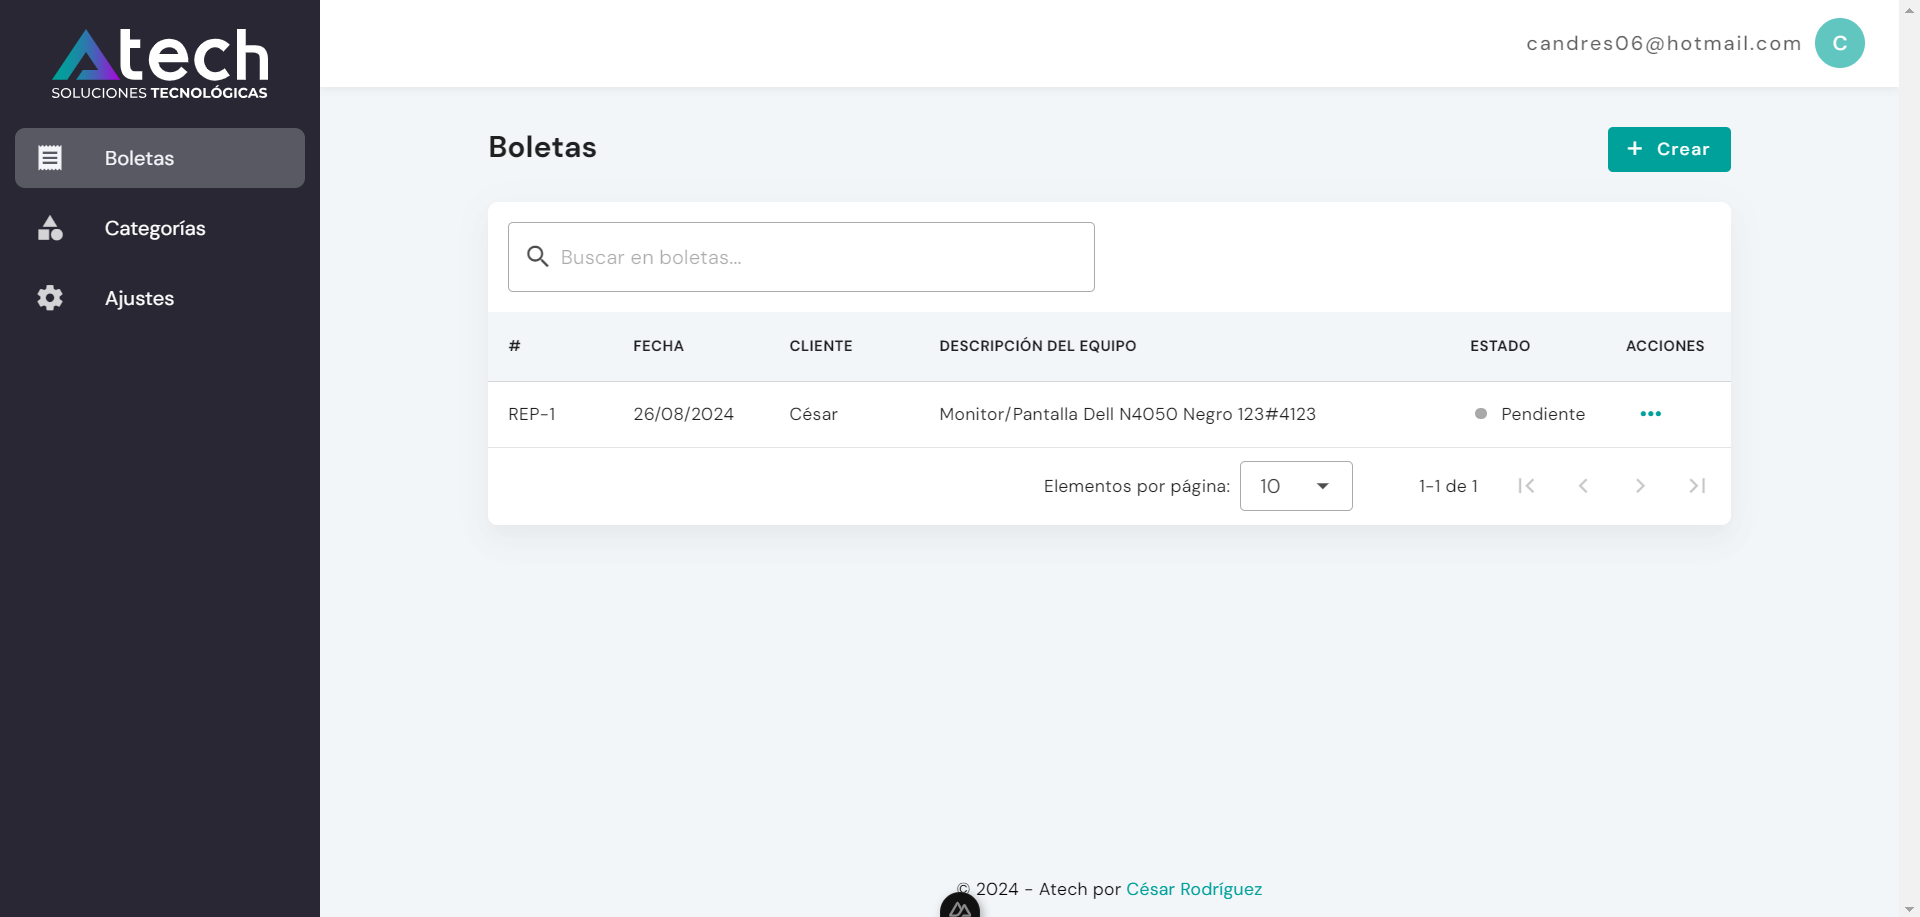 Atech
SOLUCIONES TECNOLÓGICAS
Boletas
Categorías
Ajustes
candres06@hotmail.com
C
Boletas
+ Crear
Buscar en boletas...
# FECHA CLIENTE DESCRIPCIÓN DEL EQUIPO ESTADO ACCIONES
REP-1 26/08/2024 César Monitor/Pantalla Dell N4050 Negro 123#4123 Pendiente
Elementos por página: 10 1-1 de 1
© 2024 - Atech por César Rodríguez